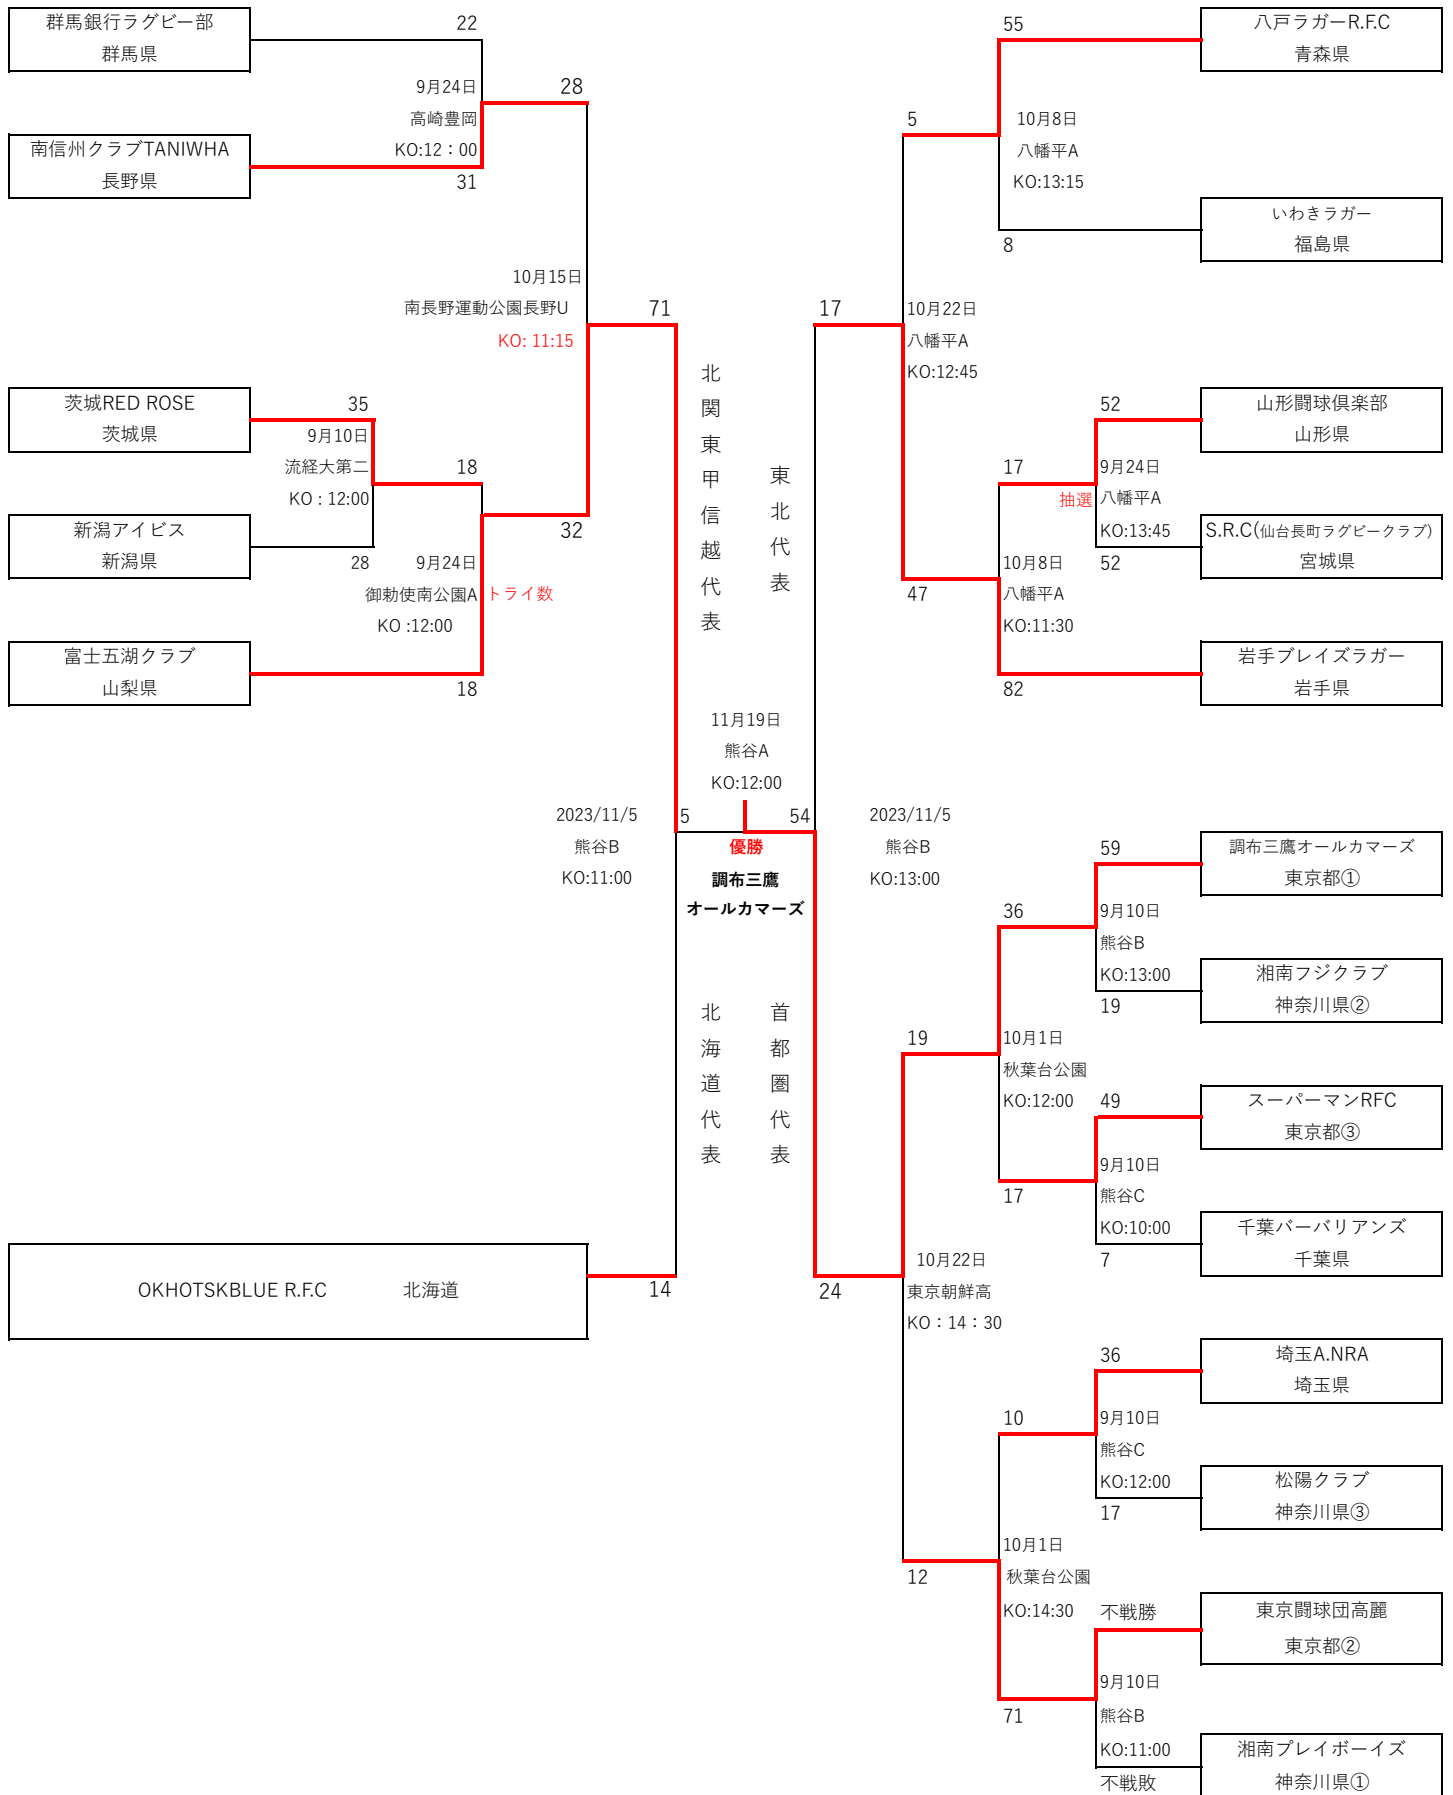 群馬銀行ラグビー部
群馬県
22
9月24日
高崎豊岡
KO:12：00
28
南信州クラブTANIWHA
長野県
31
10月15日
南長野運動公園長野U
KO: 11:15
71
茨城RED ROSE
茨城県
35
9月10日
流経大第二
KO : 12:00
18
新潟アイビス
新潟県
28
32
9月24日
御勅使南公園A
トライ数
KO :12:00
富士五湖クラブ
山梨県
18
北関東甲信越代表
東北代表
11月19日
熊谷A
KO:12:00
2023/11/5
熊谷B
KO:11:00
5
54
優勝
調布三鷹
オールカマーズ
2023/11/5
熊谷B
KO:13:00
北海道代表
首都圏代表
OKHOTSKBLUE R.F.C 北海道
14
24
55
八戸ラガーR.F.C
青森県
5
10月8日
八幡平A
KO:13:15
いわきラガー
福島県
8
17
10月22日
八幡平A
KO:12:45
52
山形闘球倶楽部
山形県
17
抽選
9月24日
八幡平A
KO:13:45
S.R.C(仙台長町ラグビークラブ)
宮城県
52
47
10月8日
八幡平A
KO:11:30
岩手ブレイズラガー
岩手県
82
59
調布三鷹オールカマーズ
東京都①
36
9月10日
熊谷B
KO:13:00
湘南フジクラブ
神奈川県②
19
19
10月1日
秋葉台公園
KO:12:00
49
スーパーマンRFC
東京都③
17
9月10日
熊谷C
KO:10:00
千葉バーバリアンズ
千葉県
7
10月22日
東京朝鮮高
KO：14：30
36
埼玉A.NRA
埼玉県
10
9月10日
熊谷C
KO:12:00
松陽クラブ
神奈川県③
17
12
10月1日
秋葉台公園
KO:14:30
不戦勝
東京闘球団高麗
東京都②
71
9月10日
熊谷B
KO:11:00
湘南プレイボーイズ
神奈川県①
不戦敗